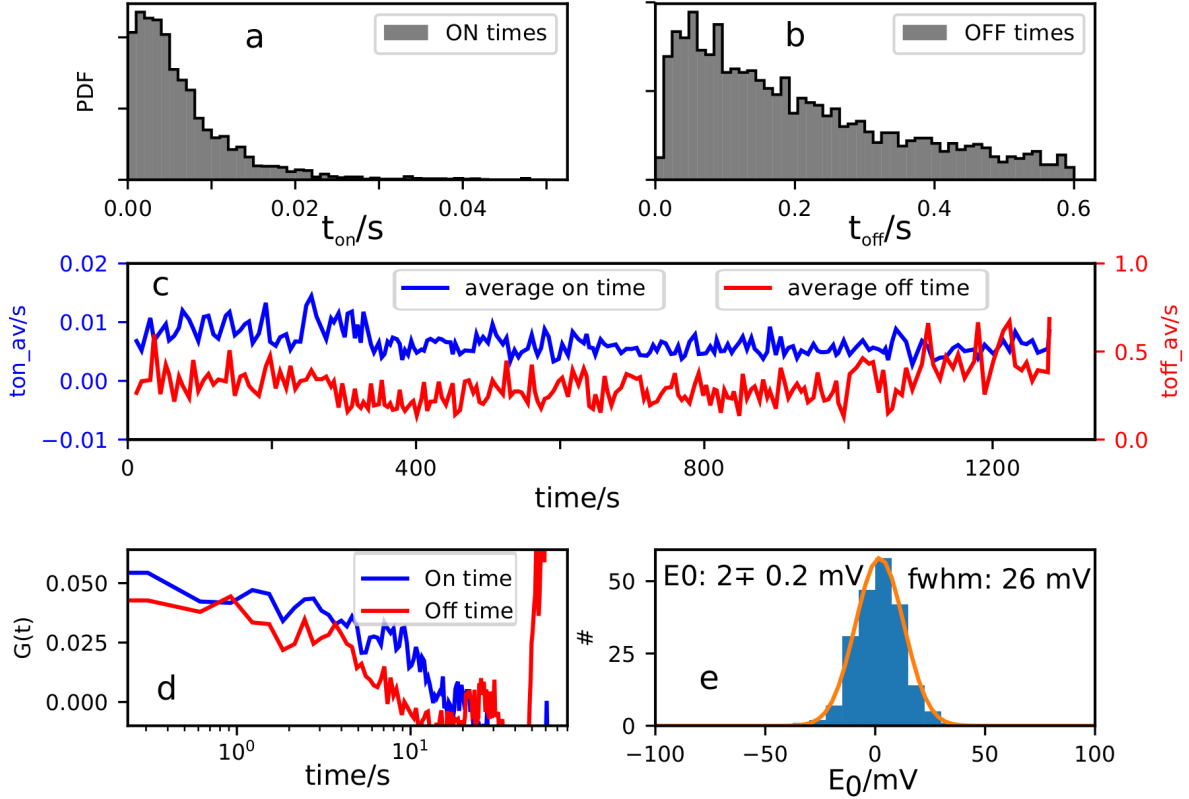 a
ON times
PDF
0.00
0.02
0.04
t_on/s
b
OFF times
0.0
0.2
0.4
0.6
t_off/s
c
average on time
average off time
0.02
0.01
0.00
−0.01
ton_av/s
1.0
0.5
0.0
toff_av/s
0
400
800
1200
time/s
On time
Off time
0.050
0.025
0.000
G(t)
d
10^0
10^1
time/s
E0: 2∓ 0.2 mV
fwhm: 26 mV
50
25
0
#
e
−100
−50
0
50
100
E_0/mV